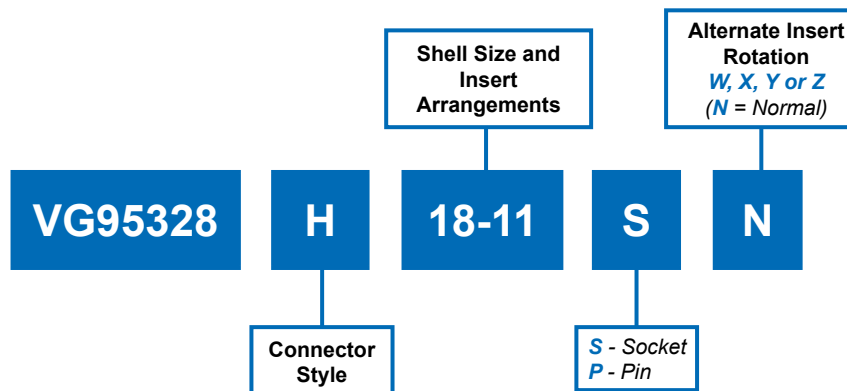 Shell Size and
Insert
Arrangements
Alternate Insert
Rotation
W, X, Y or Z
(N = Normal)
VG95328 H 18-11 S N
Connector
Style
S - Socket
P - Pin